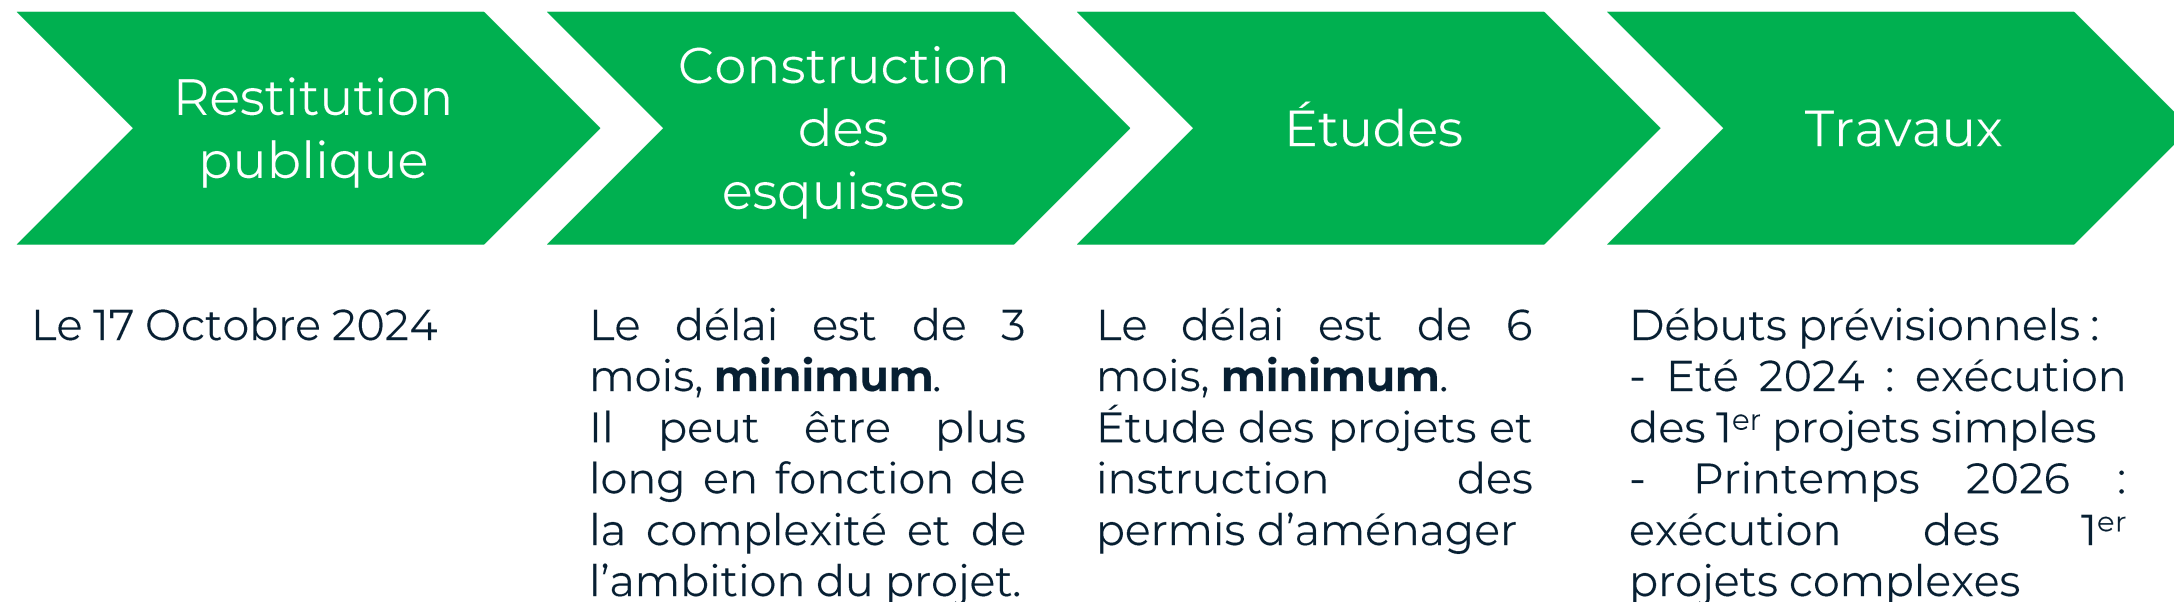 Restitution
publique
Construction
des
esquisses
Études
Travaux
Le 17 Octobre 2024
Le délai est de 3
mois, minimum.
Il peut être plus
long en fonction de
la complexité et de
l’ambition du projet.
Le délai est de 6
mois, minimum.
Étude des projets et
instruction des
permis d’aménager
Débuts prévisionnels :
- Eté 2024 : exécution
des 1er projets simples
- Printemps 2026 :
exécution des 1er
projets complexes